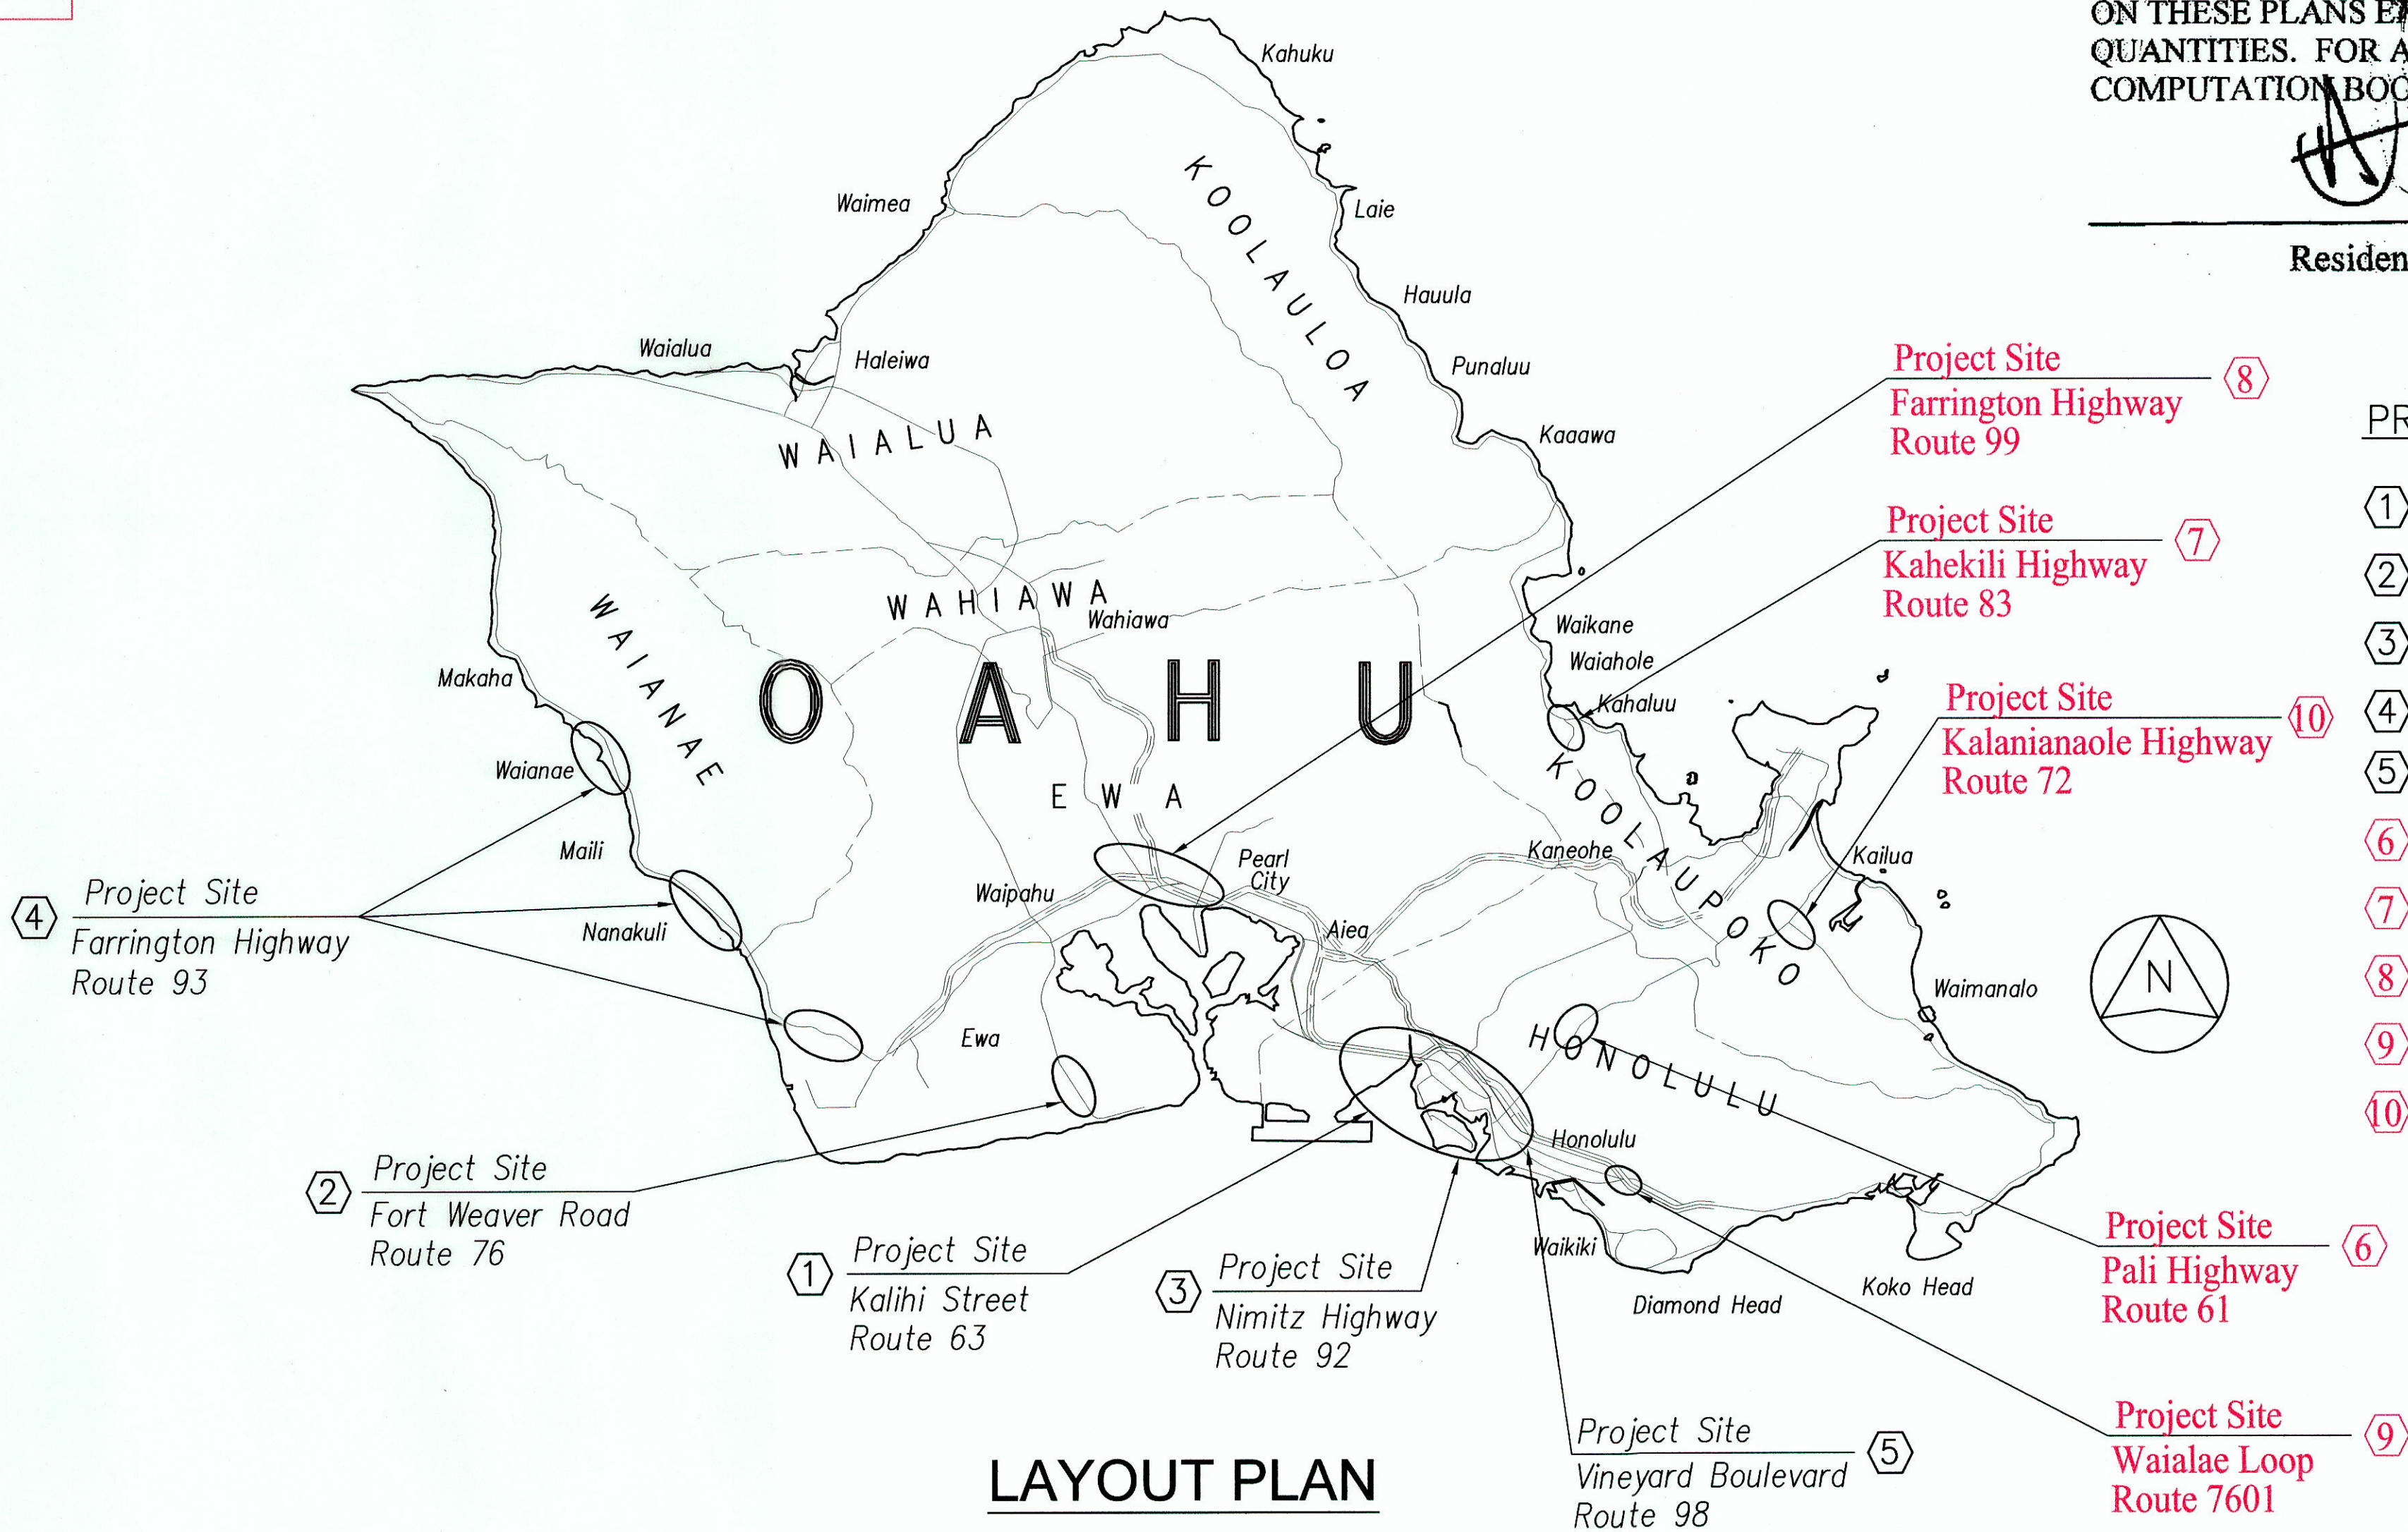 ON THESE PLANS
QUANTITIES. FOR
COMPUTATION
Kahuku
KOOLAULOA
Waimea
Laie
Residen
Hauula
Waialua
Haleiwa
Punaluu
Project Site
8
Farrington Highway
Route 99
PR
WAIALUA
Kaaawa
1
Project Site
7
Kahekili Highway
Route 83
2
WAIANAE
WAHIAWA
Wahiawa
Waikane
3
Waiahole
Makaha
OAHU
Kahaluu
Project Site
10
Kalanianaole Highway
Route 72
4
Waianae
EWA
KOOLAUPOKO
5
Maili
Pearl
City
Kaneohe
Kailua
6
4
Project Site
Farrington Highway
Route 93
Waipahu
Nanakuli
Aiea
7
N
Waimanalo
8
Ewa
HONOLULU
9
10
Honolulu
2
Project Site
Fort Weaver Road
Route 76
1
Project Site
Kalihi Street
Route 63
3
Project Site
Nimitz Highway
Route 92
Waikiki
Diamond Head
Koko Head
Project Site
6
Pali Highway
Route 61
Project Site
5
Vineyard Boulevard
Route 98
Project Site
9
Waialae Loop
Route 7601
LAYOUT PLAN